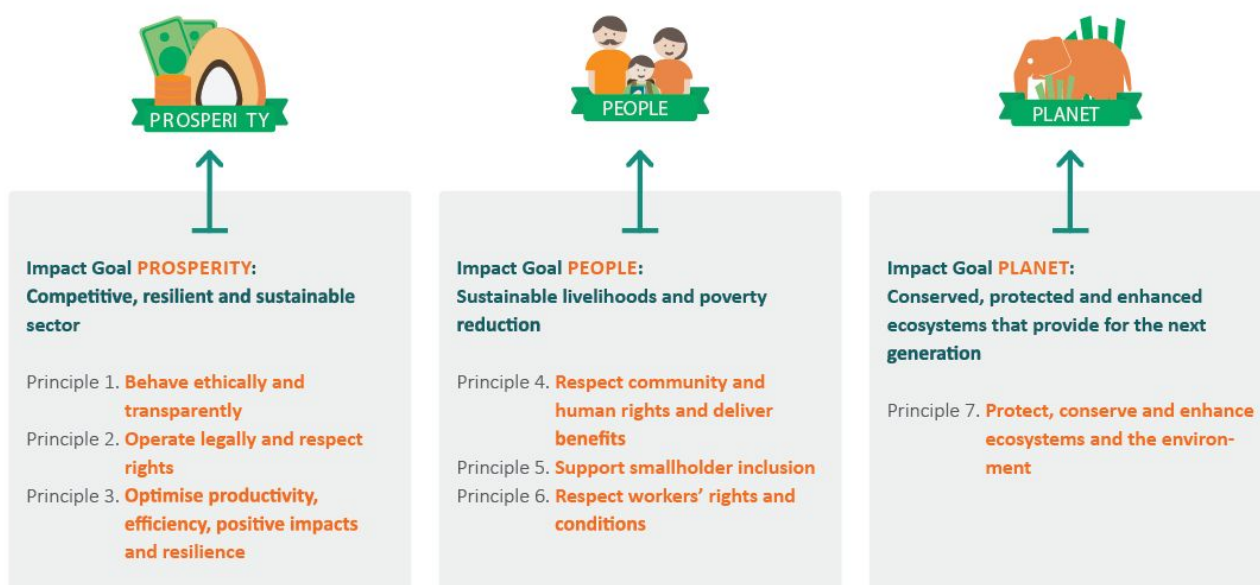 PROSPERI TY
PEOPLE
PLANET
Impact Goal PROSPERITY:
Competitive, resilient and sustainable
sector
Principle 1. Behave ethically and
transparently
Principle 2. Operate legally and respect
rights
Principle 3. Optimise productivity,
efficiency, positive impacts
and resilience
Impact Goal PEOPLE:
Sustainable livelihoods and poverty
reduction
Principle 4. Respect community and
human rights and deliver
benefits
Principle 5. Support smallholder inclusion
Principle 6. Respect workers’ rights and
conditions
Impact Goal PLANET:
Conserved, protected and enhanced
ecosystems that provide for the next
generation
Principle 7. Protect, conserve and enhance
ecosystems and the environ-
ment